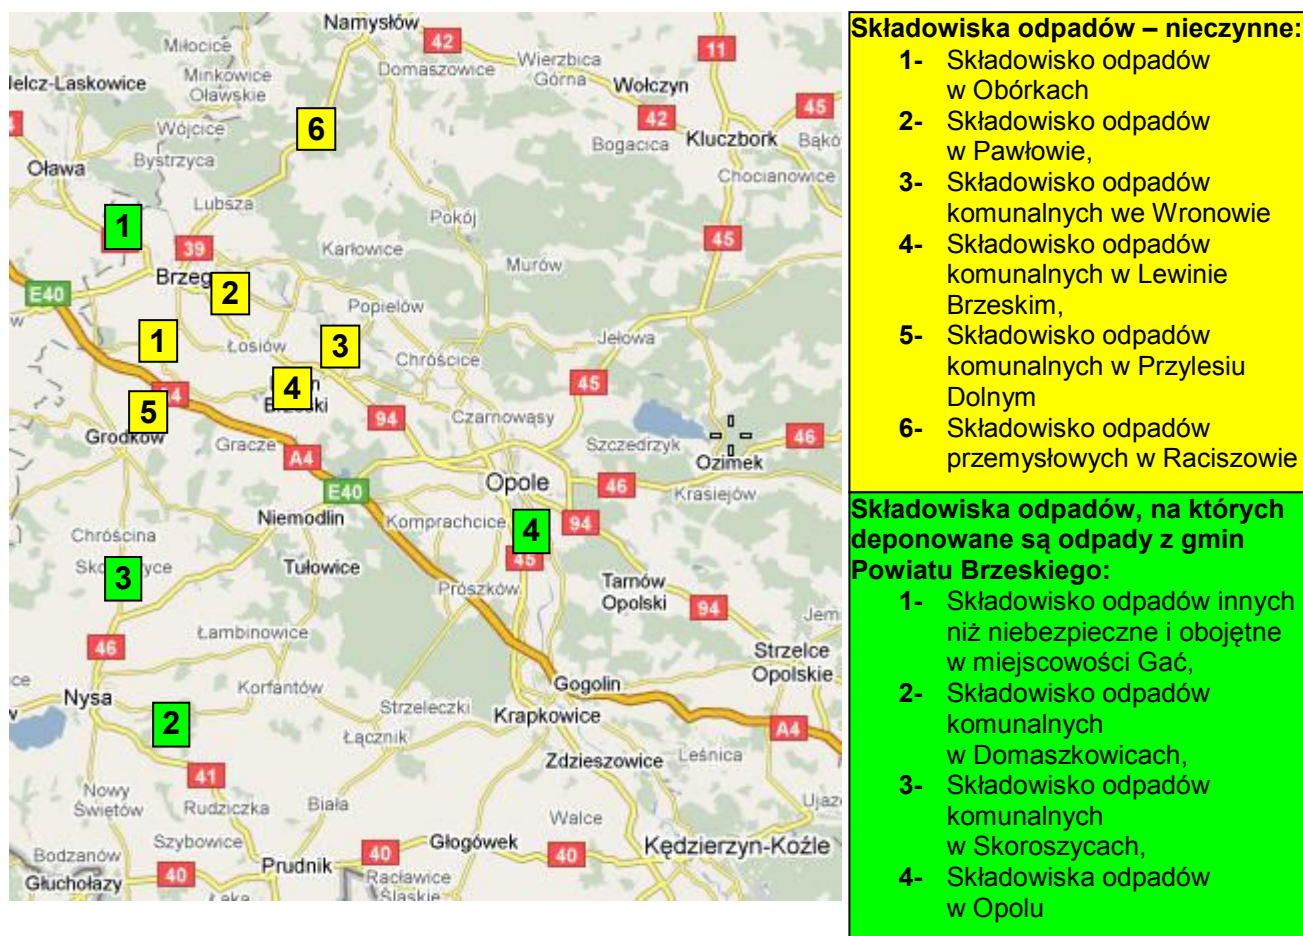 Namysłów
42
Miłocice
Domaszowice
Wierzbica
Górna
11
Minkowice
Oławskie
Wołczyn
45
6
Wójcice
42
Bogacica
Kluczbork
Bystrzyca
Oława
Chocianowice
Lubsza
1
Pokój
39
Karłowice
45
Murów
Brzeg
E40
2
Popielów
1
Łosiów
3
Chróścice
Jełowa
4
45
5
94
Czarnowąsy
Grodków
Gracze
A4
Szczedrzyk
46
Ozimek
E40
Opole
46
Krasiejów
Niemodlin
Komprachcice
4
94
45
Chróścina
3
Tułowice
Prószków
Tarnów
Opolski
94
Łambinowice
46
Strzelce
Opolskie
Nysa
Korfantów
Gogolin
2
Strzeleczki
Krapkowice
A4
Łącznik
Zdzieszowice
Leśnica
41
Nowy
Świętów
Rudziczka
Biała
Walce
Szybowice
Głogówek
Kędzierzyn-Koźle
Bodzanów
40
40
Prudnik
Głuchołazy
40
Racławice
Śląskie
Składowiska odpadów – nieczynne:
1- Składowisko odpadów
w Obórkach
2- Składowisko odpadów
w Pawłowie,
3- Składowisko odpadów
komunalnych we Wronowie
4- Składowisko odpadów
komunalnych w Lewinie
Brzeskim,
5- Składowisko odpadów
komunalnych w Przylesiu
Dolnym
6- Składowisko odpadów
przemysłowych w Raciszowie
Składowiska odpadów, na których
deponowane są odpady z gmin
Powiatu Brzeskiego:
1- Składowisko odpadów innych
niż niebezpieczne i obojętne
w miejscowości Gać,
2- Składowisko odpadów
komunalnych
w Domaszkowicach,
3- Składowisko odpadów
komunalnych
w Skoroszycach,
4- Składowiska odpadów
w Opolu